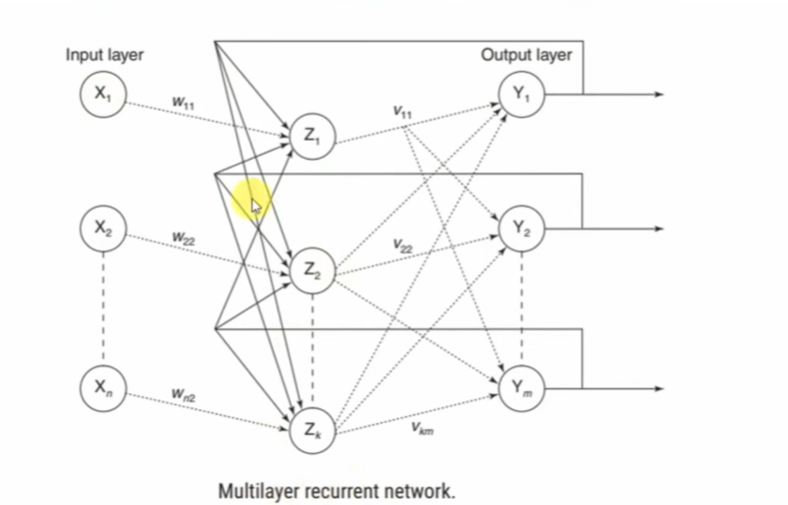 Input layer
Output layer
X₁
W₁₁
Z₁
V₁₁
Y₁
X₂
W₂₂
Z₂
V₂₂
Y₂
Xₙ
Wₙ₂
Zₖ
Vₖₘ
Yₘ
Multilayer recurrent network.